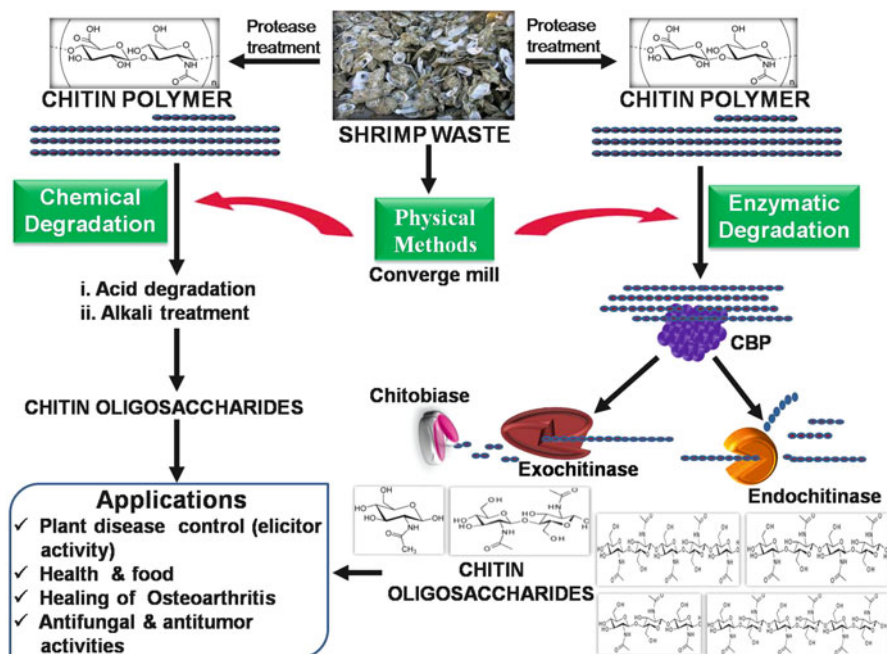 Protease
treatment
Protease
treatment
CHITIN POLYMER
SHRIMP WASTE
CHITIN POLYMER
Chemical
Degradation
Physical
Methods
Converge mill
Enzymatic
Degradation
i. Acid degradation
ii. Alkali treatment
CBP
CHITIN OLIGOSACCHARIDES
Chitobiase
Exochitinase
Endochitinase
Applications
✓ Plant disease control (elicitor
activity)
✓ Health & food
✓ Healing of Osteoarthritis
✓ Antifungal & antitumor
activities
CHITIN
OLIGOSACCHARIDES